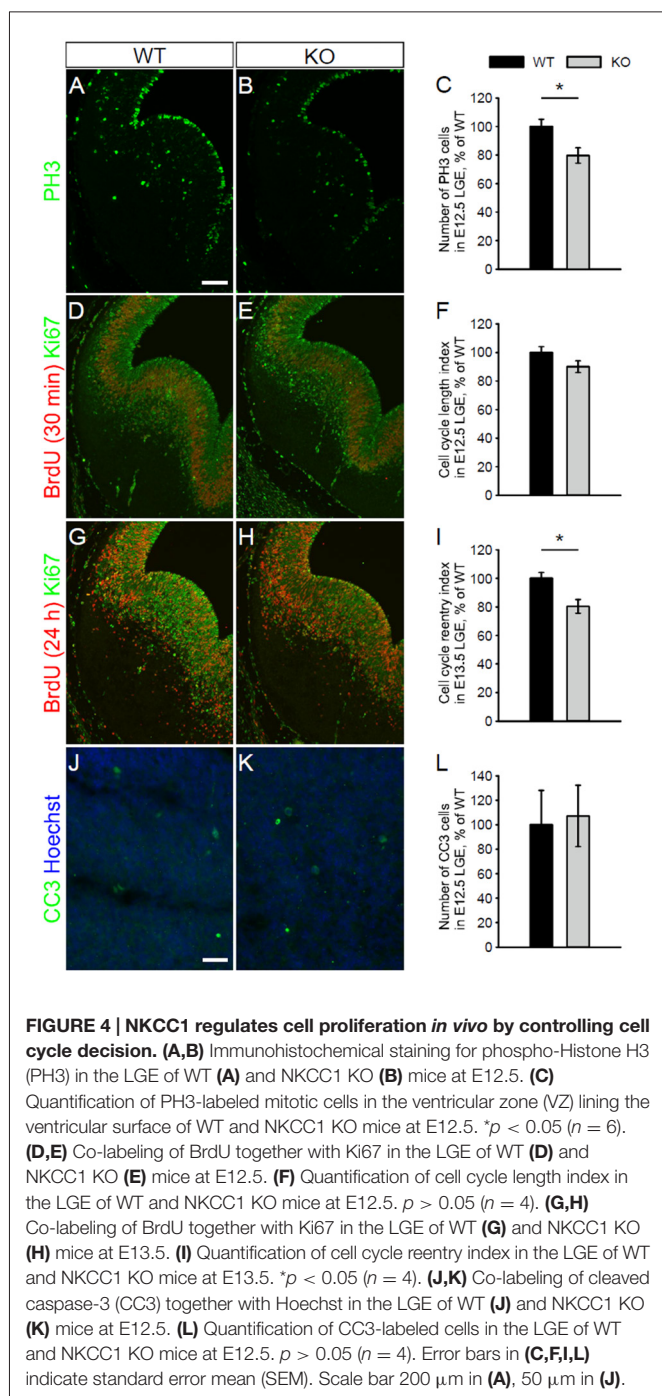 WT
KO
WT KO
A
B
C
*
PH3
Number of PH3 cells
in E12.5 LGE, % of WT
120
100
80
60
40
20
0
D
E
F
BrdU (30 min) Ki67
Cell cycle length index
in E12.5 LGE, % of WT
120
100
80
60
40
20
0
G
H
I
*
BrdU (24 h) Ki67
Cell cycle reentry index
in E13.5 LGE, % of WT
120
100
80
60
40
20
0
J
K
L
CC3 Hoechst
Number of CC3 cells
in E12.5 LGE, % of WT
140
120
100
80
60
40
20
0
FIGURE 4 | NKCC1 regulates cell proliferation in vivo by controlling cell
cycle decision. (A,B) Immunohistochemical staining for phospho-Histone H3
(PH3) in the LGE of WT (A) and NKCC1 KO (B) mice at E12.5. (C)
Quantification of PH3-labeled mitotic cells in the ventricular zone (VZ) lining the
ventricular surface of WT and NKCC1 KO mice at E12.5. *p < 0.05 (n = 6).
(D,E) Co-labeling of BrdU together with Ki67 in the LGE of WT (D) and
NKCC1 KO (E) mice at E12.5. (F) Quantification of cell cycle length index in
the LGE of WT and NKCC1 KO mice at E12.5. p > 0.05 (n = 4). (G,H)
Co-labeling of BrdU together with Ki67 in the LGE of WT (G) and NKCC1 KO
(H) mice at E13.5. (I) Quantification of cell cycle reentry index in the LGE of WT
and NKCC1 KO mice at E13.5. *p < 0.05 (n = 4). (J,K) Co-labeling of cleaved
caspase-3 (CC3) together with Hoechst in the LGE of WT (J) and NKCC1 KO
(K) mice at E12.5. (L) Quantification of CC3-labeled cells in the LGE of WT
and NKCC1 KO mice at E12.5. p > 0.05 (n = 4). Error bars in (C,F,I,L)
indicate standard error mean (SEM). Scale bar 200 µm in (A), 50 µm in (J).